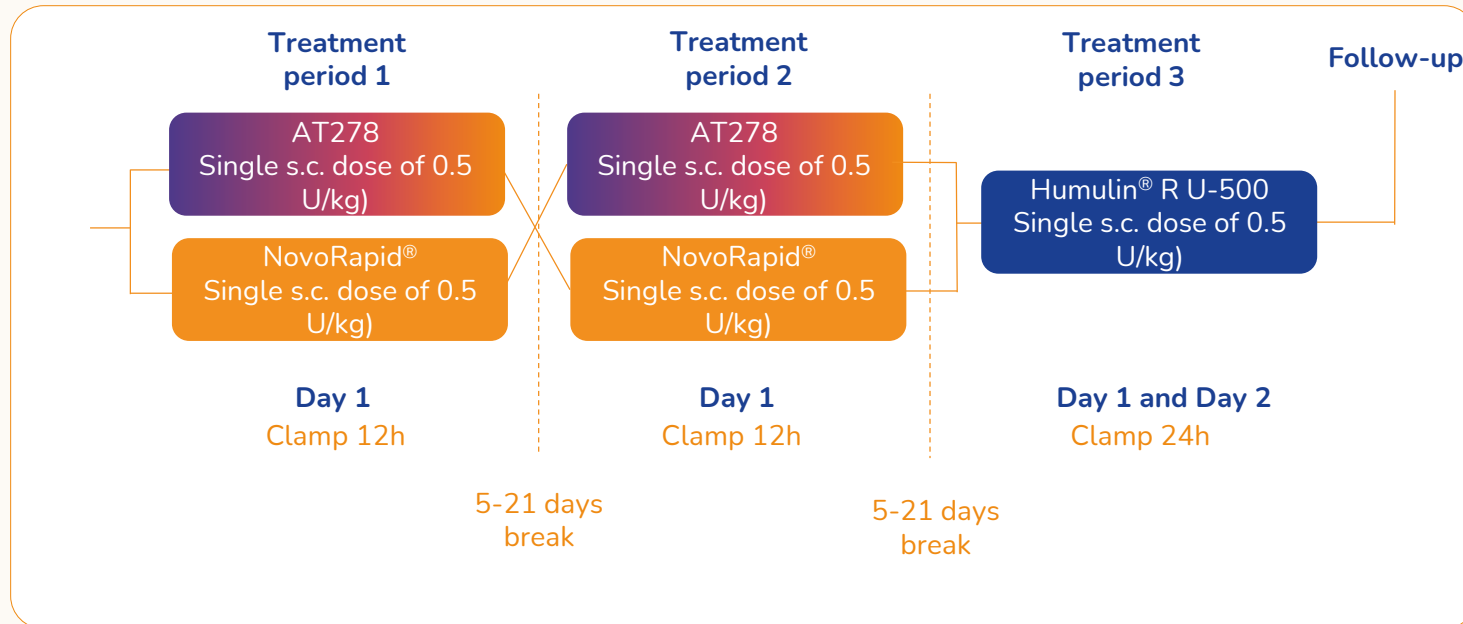 Treatment
period 1
Treatment
period 2
Treatment
period 3
Follow-up
AT278
Single s.c. dose of 0.5
U/kg)
AT278
Single s.c. dose of 0.5
U/kg)
Humulin® R U-500
Single s.c. dose of 0.5
U/kg)
NovoRapid®
Single s.c. dose of 0.5
U/kg)
NovoRapid®
Single s.c. dose of 0.5
U/kg)
Day 1
Clamp 12h
Day 1
Clamp 12h
Day 1 and Day 2
Clamp 24h
5-21 days
break
5-21 days
break